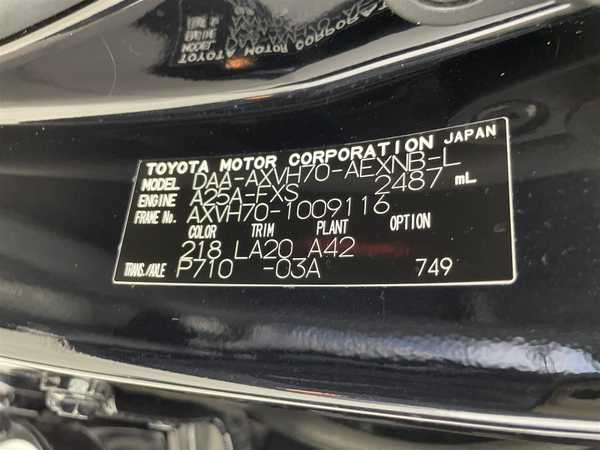 TOYOTA MOTOR CORPORATION JAPAN
MODEL DAA-AXVH70-AEXNB-L
ENGINE A25A-FXS 2487 mL
FRAME No. AXVH70-1009116
COLOR TRIM PLANT OPTION
218 LA20 A42
TRANS./AXLE P710 -03A 749